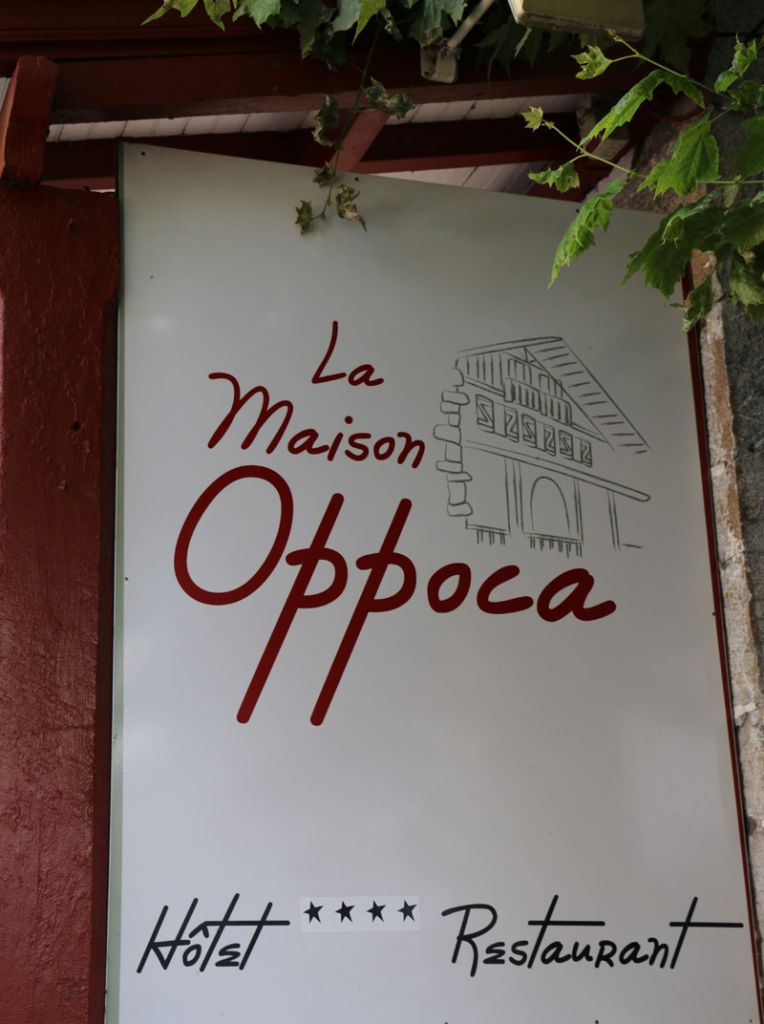 La
Maison
Oppoca
Hôtel ★★★★ Restaurant